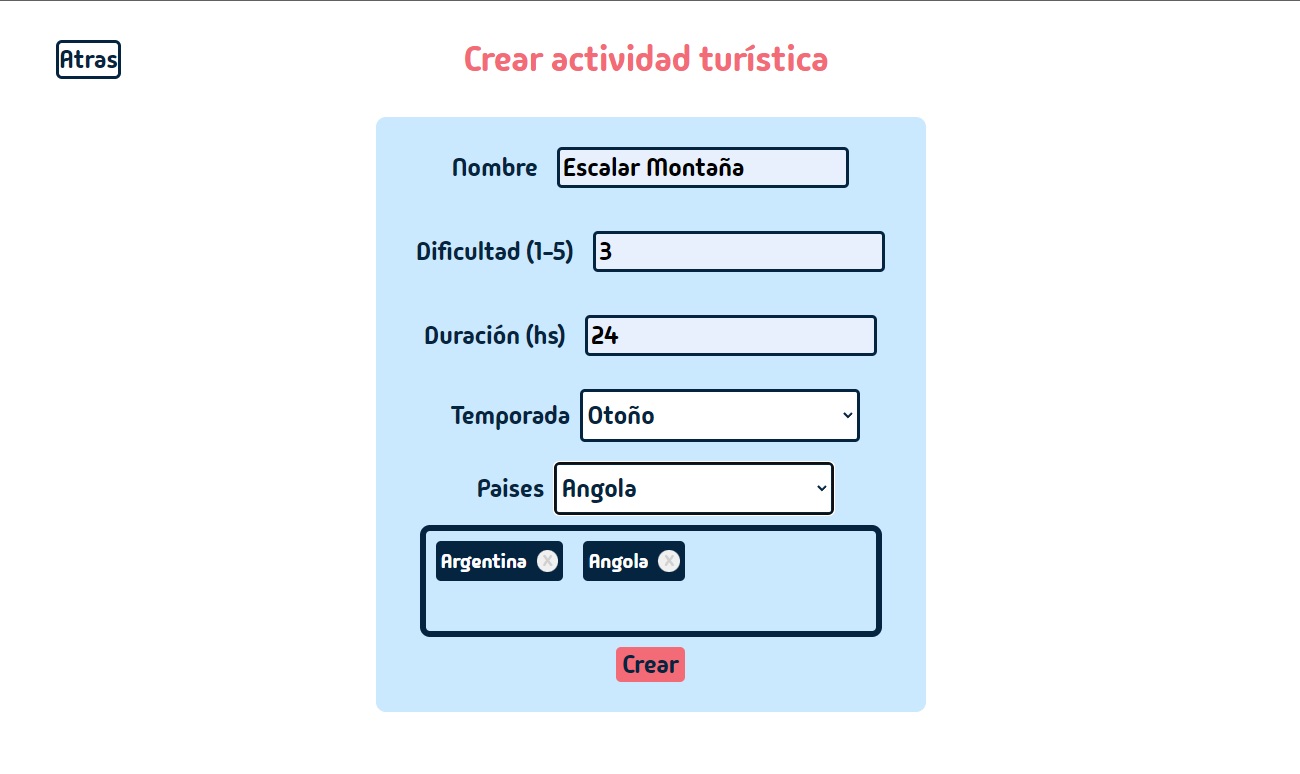 Atras
Crear actividad turística
Nombre Escalar Montaña
Dificultad (1-5) 3
Duración (hs) 24
Temporada Otoño
Paises Angola
Argentina X Angola X
Crear